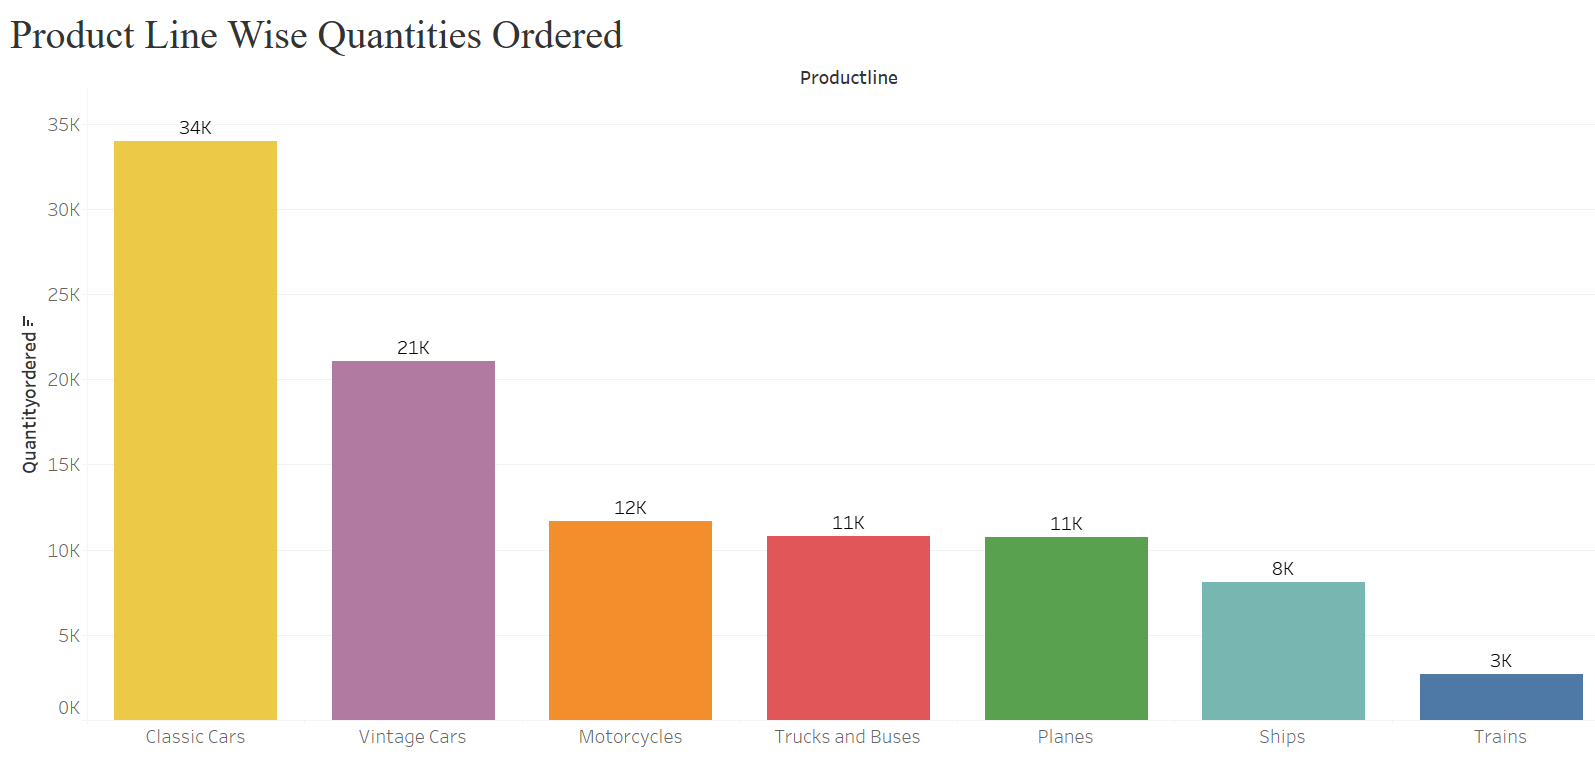 Product Line Wise Quantities Ordered
Productline
Quantityordered
35K
30K
25K
20K
15K
10K
5K
0K
34K
21K
12K
11K
11K
8K
3K
Classic Cars
Vintage Cars
Motorcycles
Trucks and Buses
Planes
Ships
Trains